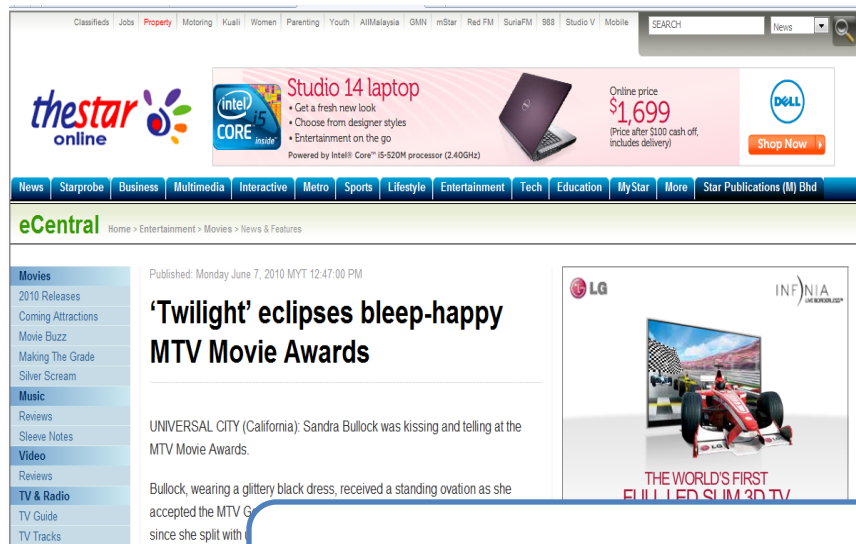 Classifieds Jobs Property Motoring Kuali Women Parenting Youth AllMalaysia GMN mStar Red FM SuriaFM 988 Studio V Mobile
SEARCH
News
thestar
online
intel
CORE i5
inside
Studio 14 laptop
• Get a fresh new look
• Choose from designer styles
• Entertainment on the go
Powered by Intel® Core™ i5-520M processor (2.40GHz)
Online price
$1,699
(Price after $100 cash off,
includes delivery)
DELL
Shop Now
News Starprobe Business Multimedia Interactive Metro Sports Lifestyle Entertainment Tech Education MyStar More Star Publications (M) Bhd
eCentral Home > Entertainment > Movies > News & Features
Movies
2010 Releases
Coming Attractions
Movie Buzz
Making The Grade
Silver Scream
Music
Reviews
Sleeve Notes
Video
Reviews
TV & Radio
TV Guide
TV Tracks
Published: Monday June 7, 2010 MYT 12:47:00 PM
'Twilight' eclipses bleep-happy
MTV Movie Awards
UNIVERSAL CITY (California): Sandra Bullock was kissing and telling at the
MTV Movie Awards.
Bullock, wearing a glittery black dress, received a standing ovation as she
accepted the MTV
since she split with
LG
INFINIA
LIVE BORDERLESS™
THE WORLD'S FIRST
FULL LED SLIM 3D TV